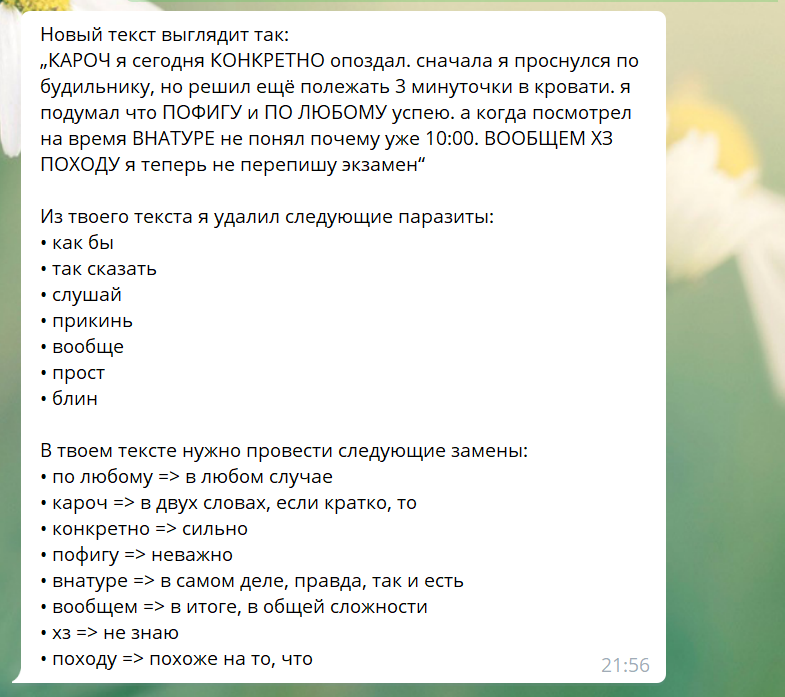 Новый текст выглядит так:
„КАРОЧ я сегодня КОНКРЕТНО опоздал. сначала я проснулся по
будильнику, но решил ещё полежать 3 минуточки в кровати. я
подумал что ПОФИГУ и ПО ЛЮБОМУ успею. а когда посмотрел
на время ВНАТУРЕ не понял почему уже 10:00. ВООБЩЕМ ХЗ
ПОХОДУ я теперь не перепишу экзамен“
Из твоего текста я удалил следующие паразиты:
• как бы
• так сказать
• слушай
• прикинь
• вообще
• прост
• блин
В твоем тексте нужно провести следующие замены:
• по любому => в любом случае
• кароч => в двух словах, если кратко, то
• конкретно => сильно
• пофигу => неважно
• внатуре => в самом деле, правда, так и есть
• вообщем => в итоге, в общей сложности
• хз => не знаю
• походу => похоже на то, что
21:56